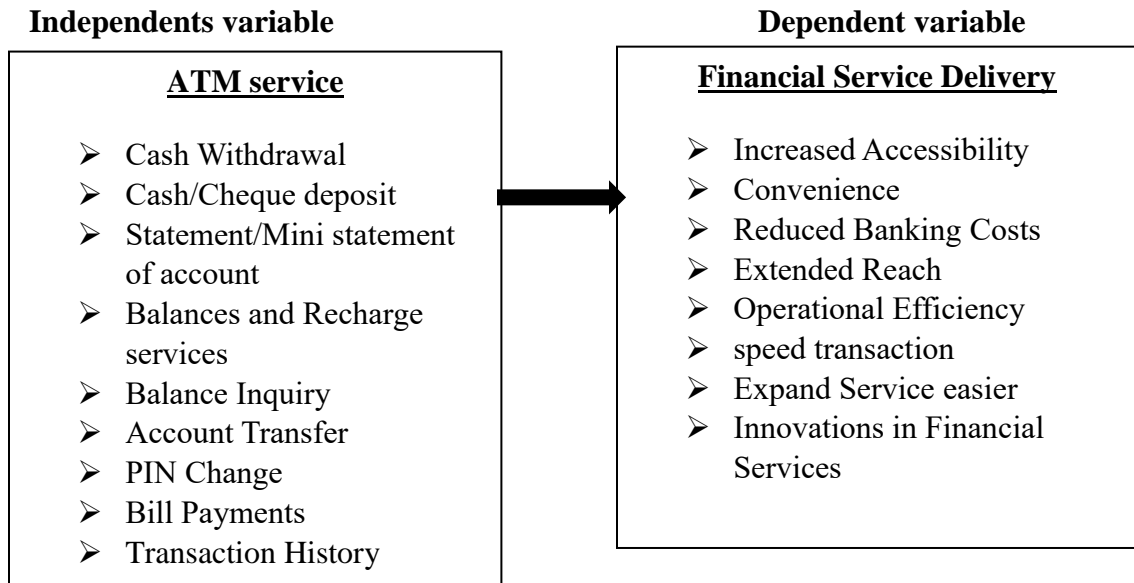 Independents variable
ATM service
➢ Cash Withdrawal
➢ Cash/Cheque deposit
➢ Statement/Mini statement
of account
➢ Balances and Recharge
services
➢ Balance Inquiry
➢ Account Transfer
➢ PIN Change
➢ Bill Payments
➢ Transaction History
Dependent variable
Financial Service Delivery
➢ Increased Accessibility
➢ Convenience
➢ Reduced Banking Costs
➢ Extended Reach
➢ Operational Efficiency
➢ speed transaction
➢ Expand Service easier
➢ Innovations in Financial
Services